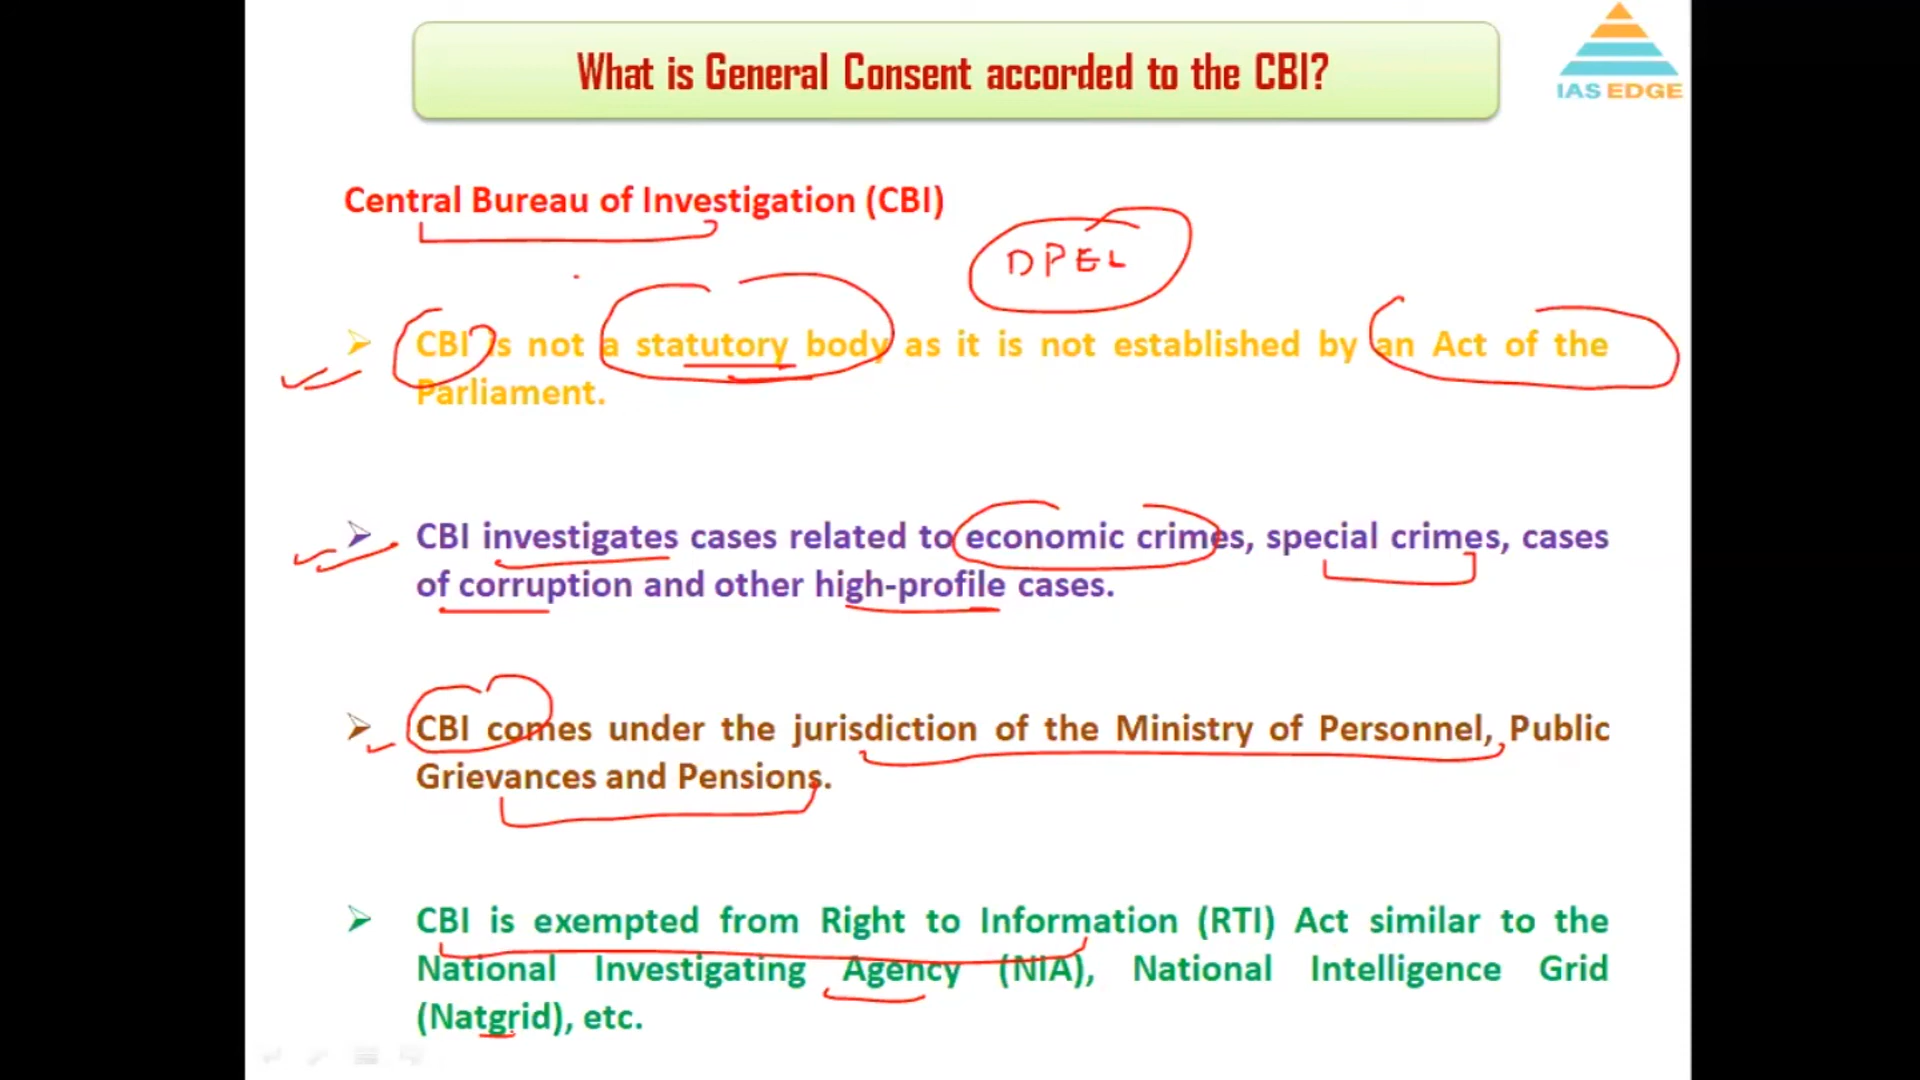 What is General Consent accorded to the CBI?
IAS EDGE
Central Bureau of Investigation (CBI)
DPEL
CBI is not a statutory body as it is not established by an Act of the
Parliament.
CBI investigates cases related to economic crimes, special crimes, cases
of corruption and other high-profile cases.
CBI comes under the jurisdiction of the Ministry of Personnel, Public
Grievances and Pensions.
CBI is exempted from Right to Information (RTI) Act similar to the
National Investigating Agency (NIA), National Intelligence Grid
(Natgrid), etc.